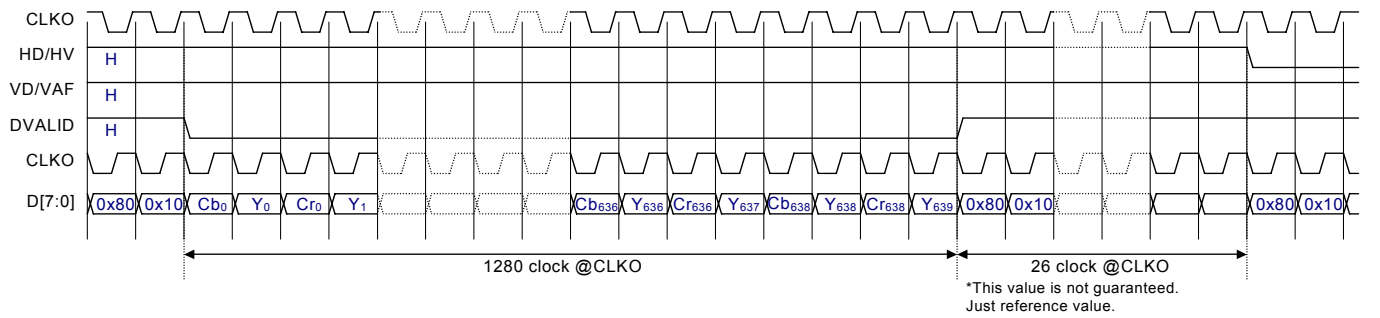 CLKO
HD/HV H
VD/VAF H
DVALID H
CLKO
D[7:0] 0x80 0x10 Cb0 Y0 Cr0 Y1 Cb636 Y636 Cr636 Y637 Cb638 Y638 Cr638 Y639 0x80 0x10 0x80 0x10
1280 clock @CLKO 26 clock @CLKO
*This value is not guaranteed.
Just reference value.